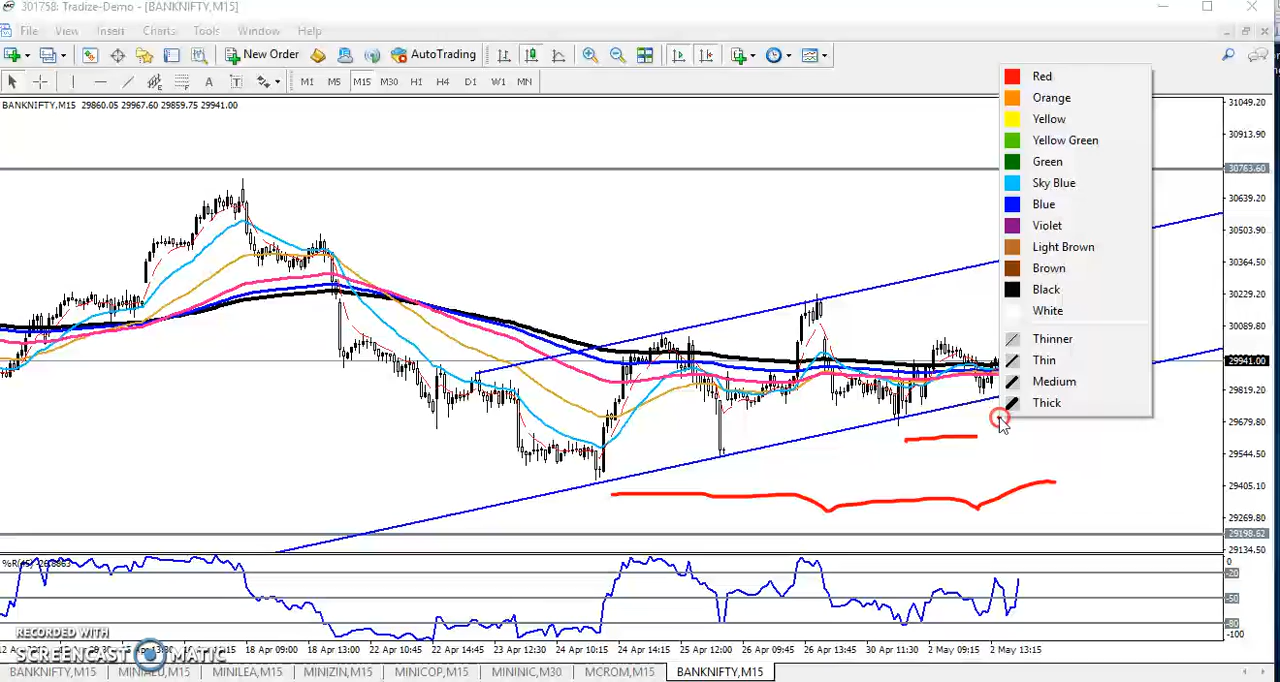 301758: Tradize-Demo - [BANKNIFTY,M15]
File View Insert Charts Tools Window Help
New Order AutoTrading
A T M1 M5 M15 M30 H1 H4 D1 W1 MN
BANKNIFTY,M15 29860.05 29967.60 29859.75 29941.00
Red
Orange
Yellow
Yellow Green
Green
Sky Blue
Blue
Violet
Light Brown
Brown
Black
White
Thinner
Thin
Medium
Thick
31049.20
30913.90
30763.60
30639.20
30503.90
30364.50
30229.20
30089.80
29941.00
29819.20
29679.80
29544.50
29405.10
29269.80
29198.62
29134.50
0
-20
-50
-80
-100
18 Apr 09:00 18 Apr 13:00 22 Apr 10:45 22 Apr 14:45 23 Apr 12:30 24 Apr 10:15 24 Apr 14:15 25 Apr 12:00 26 Apr 09:45 26 Apr 13:45 30 Apr 11:30 2 May 09:15 2 May 13:15
RECORDED WITH
SCREENCAST MATIC
BANKNIFTY,M15 MINIALU,M15 MINILEA,M15 MINIZIN,M15 MINICOP,M15 MININIC,M30 MCROM,M15 BANKNIFTY,M15